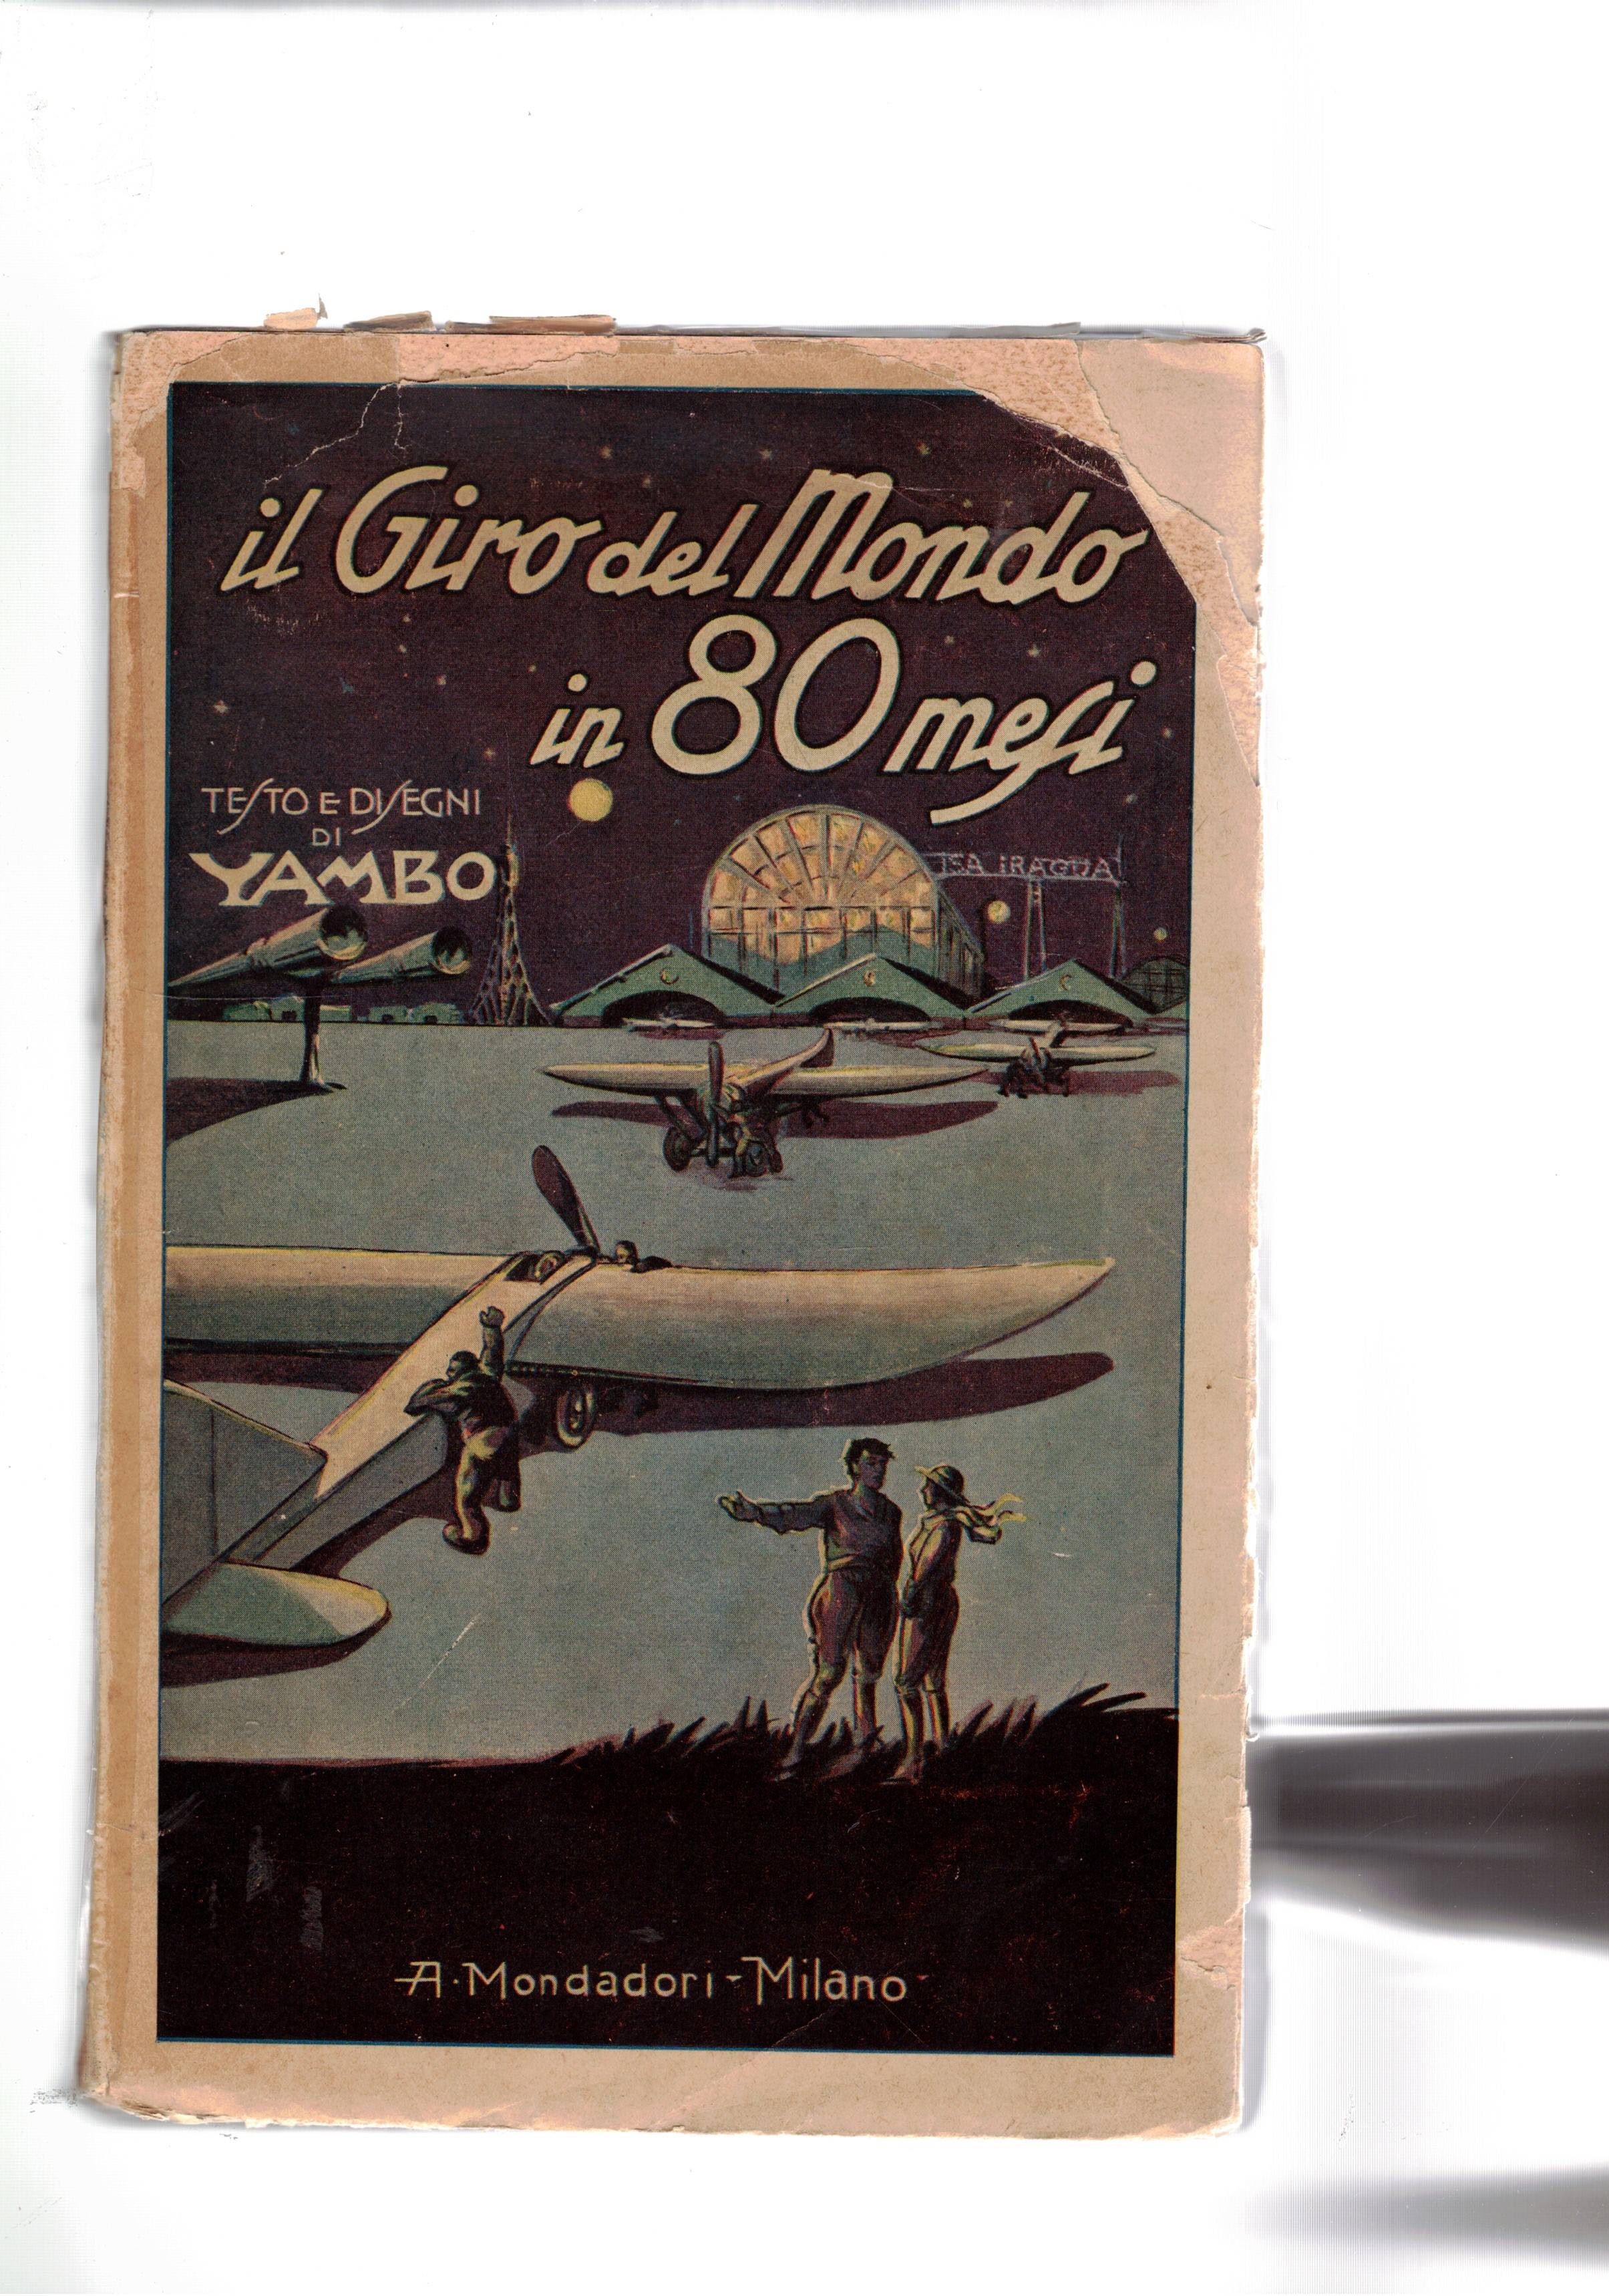 il Giro del Mondo
in 80 mesi
TESTO E DISEGNI
DI
YAMBO
A. Mondadori - Milano